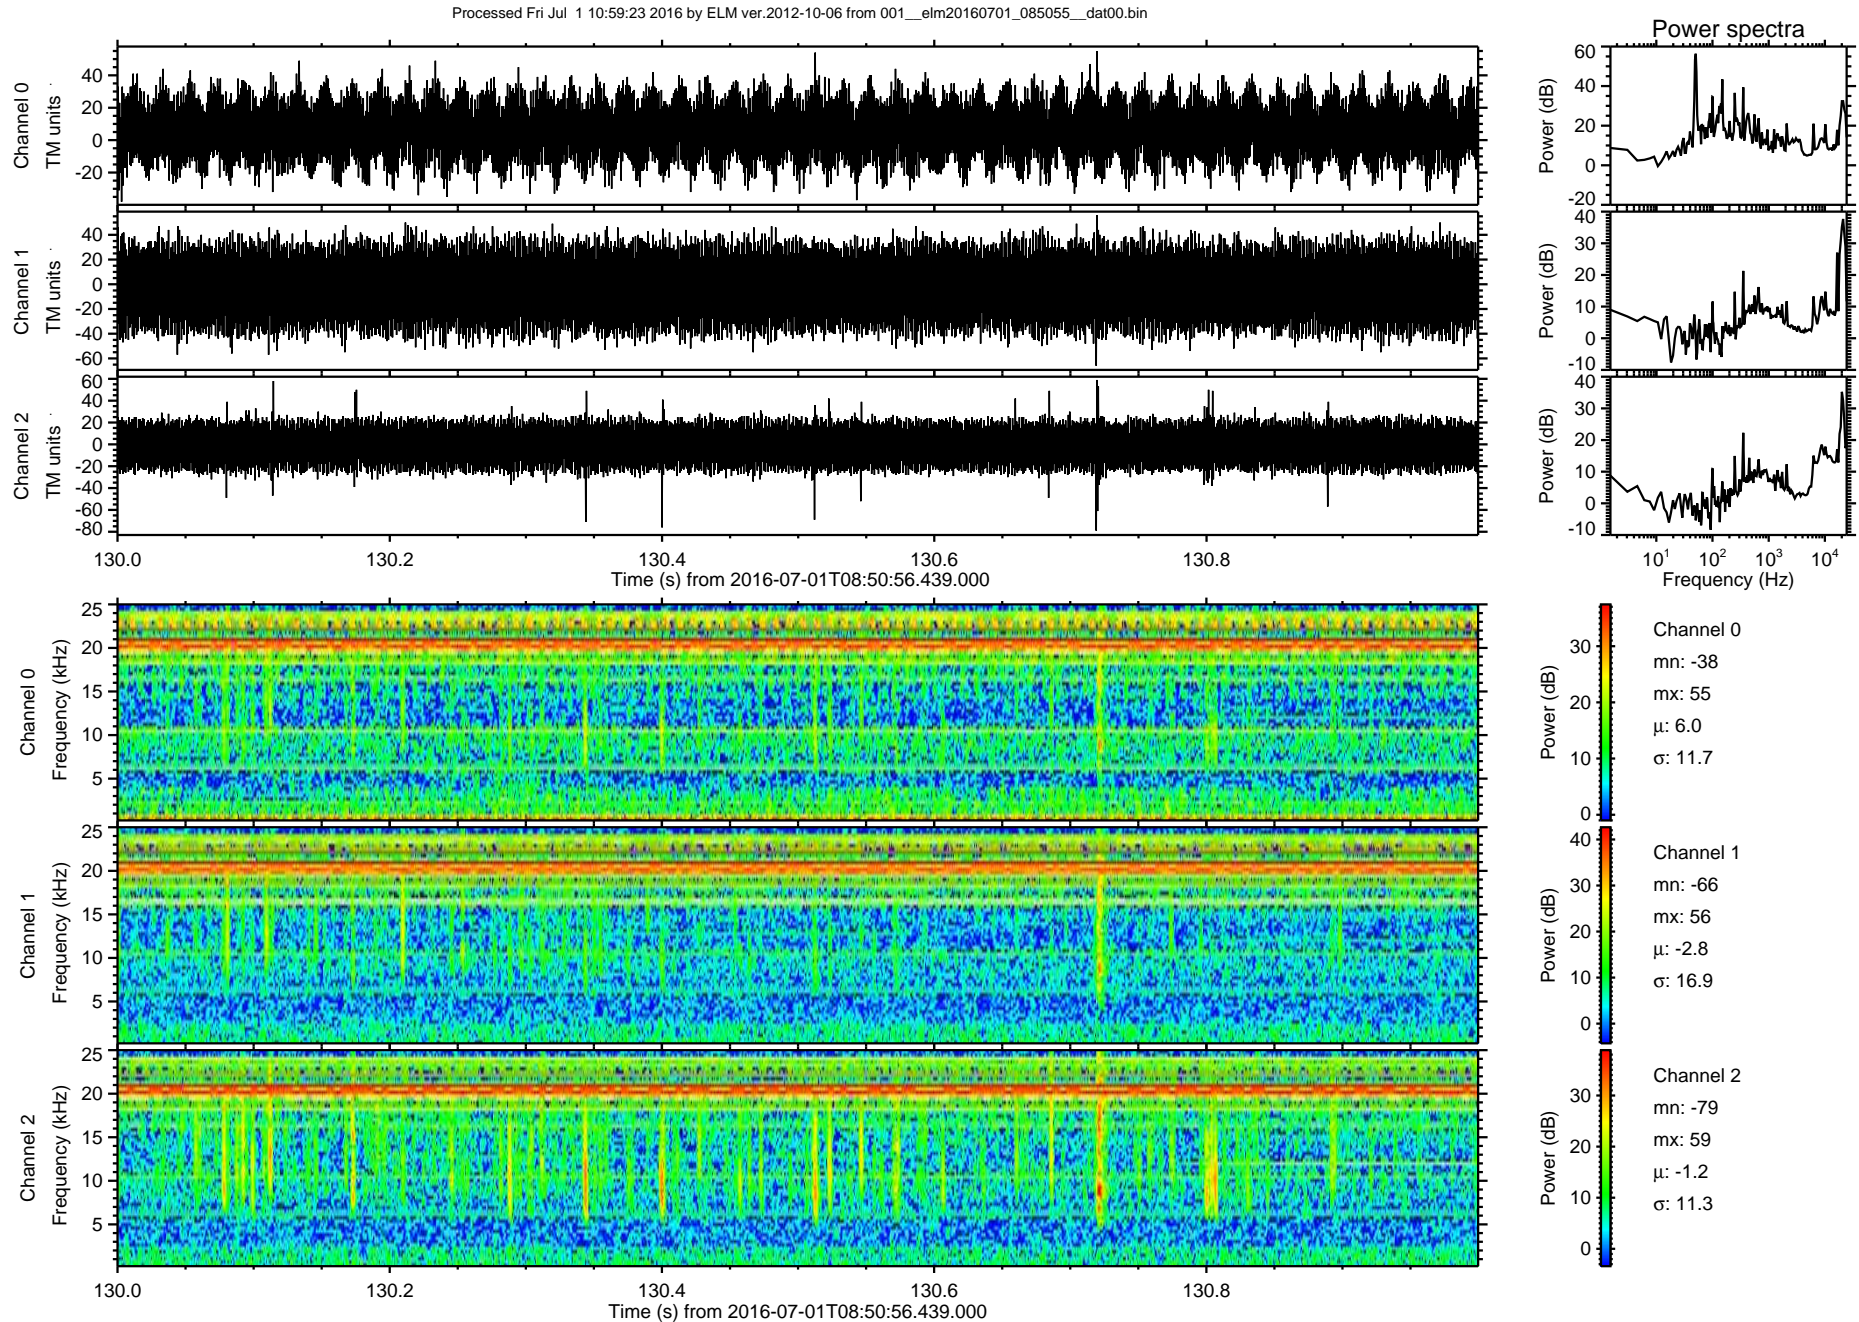 Processed Fri Jul  1 10:59:23 2016 by ELM ver.2012-10-06 from 001__elm20160701_085055__dat00.bin
Power spectra
Channel 0
TM units
40
20
0
-20
Power (dB)
60
40
20
0
-20
Channel 1
TM units
40
20
0
-20
-40
-60
Power (dB)
40
30
20
10
0
-10
Channel 2
TM units
60
40
20
0
-20
-40
-60
-80
Power (dB)
40
30
20
10
0
-10
130.0 130.2 130.4 130.6 130.8
Time (s) from 2016-07-01T08:50:56.439.000
10¹ 10² 10³ 10⁴
Frequency (Hz)
Channel 0
Frequency (kHz)
25
20
15
10
5
Power (dB)
30
20
10
0
Channel 0
mn: -38
mx: 55
μ: 6.0
σ: 11.7
Channel 1
Frequency (kHz)
25
20
15
10
5
Power (dB)
40
30
20
10
0
Channel 1
mn: -66
mx: 56
μ: -2.8
σ: 16.9
Channel 2
Frequency (kHz)
25
20
15
10
5
Power (dB)
30
20
10
0
Channel 2
mn: -79
mx: 59
μ: -1.2
σ: 11.3
130.0 130.2 130.4 130.6 130.8
Time (s) from 2016-07-01T08:50:56.439.000